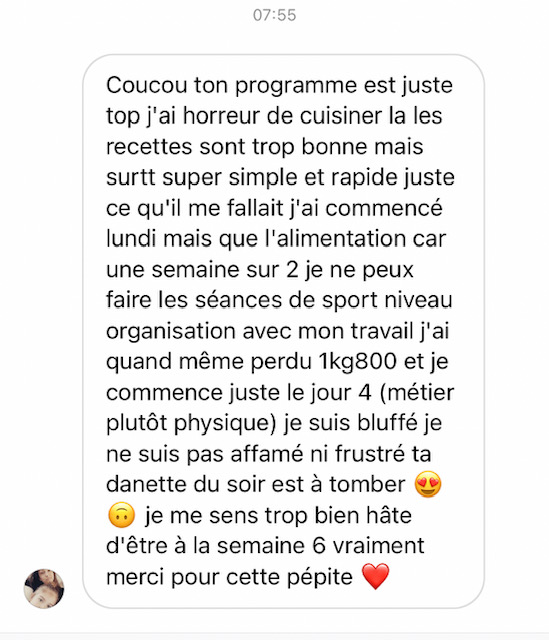 07:55
Coucou ton programme est juste
top j'ai horreur de cuisiner la les
recettes sont trop bonne mais
surtt super simple et rapide juste
ce qu'il me fallait j'ai commencé
lundi mais que l'alimentation car
une semaine sur 2 je ne peux
faire les séances de sport niveau
organisation avec mon travail j'ai
quand même perdu 1kg800 et je
commence juste le jour 4 (métier
plutôt physique) je suis bluffé je
ne suis pas affamé ni frustré ta
danette du soir est à tomber 😍
🙃 je me sens trop bien hâte
d'être à la semaine 6 vraiment
merci pour cette pépite ❤️